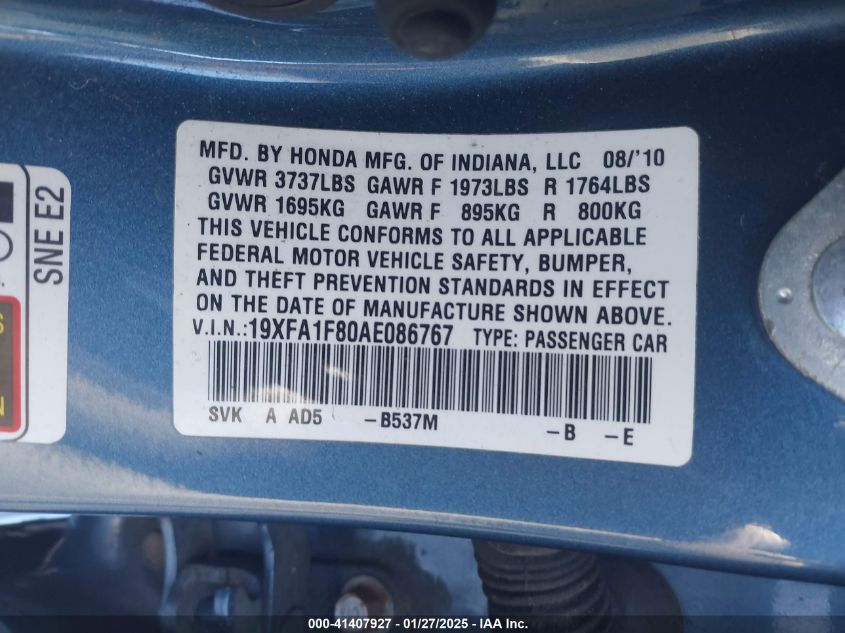 MFD. BY HONDA MFG. OF INDIANA, LLC 08/'10
GVWR 3737LBS GAWR F 1973LBS R 1764LBS
GVWR 1695KG GAWR F 895KG R 800KG
THIS VEHICLE CONFORMS TO ALL APPLICABLE
FEDERAL MOTOR VEHICLE SAFETY, BUMPER,
AND THEFT PREVENTION STANDARDS IN EFFECT
ON THE DATE OF MANUFACTURE SHOWN ABOVE.
V.I.N.:19XFA1F80AE086767 TYPE: PASSENGER CAR
SVK A AD5 -B537M -B -E
SNE E2
000-41407927 - 01/27/2025 - IAA Inc.